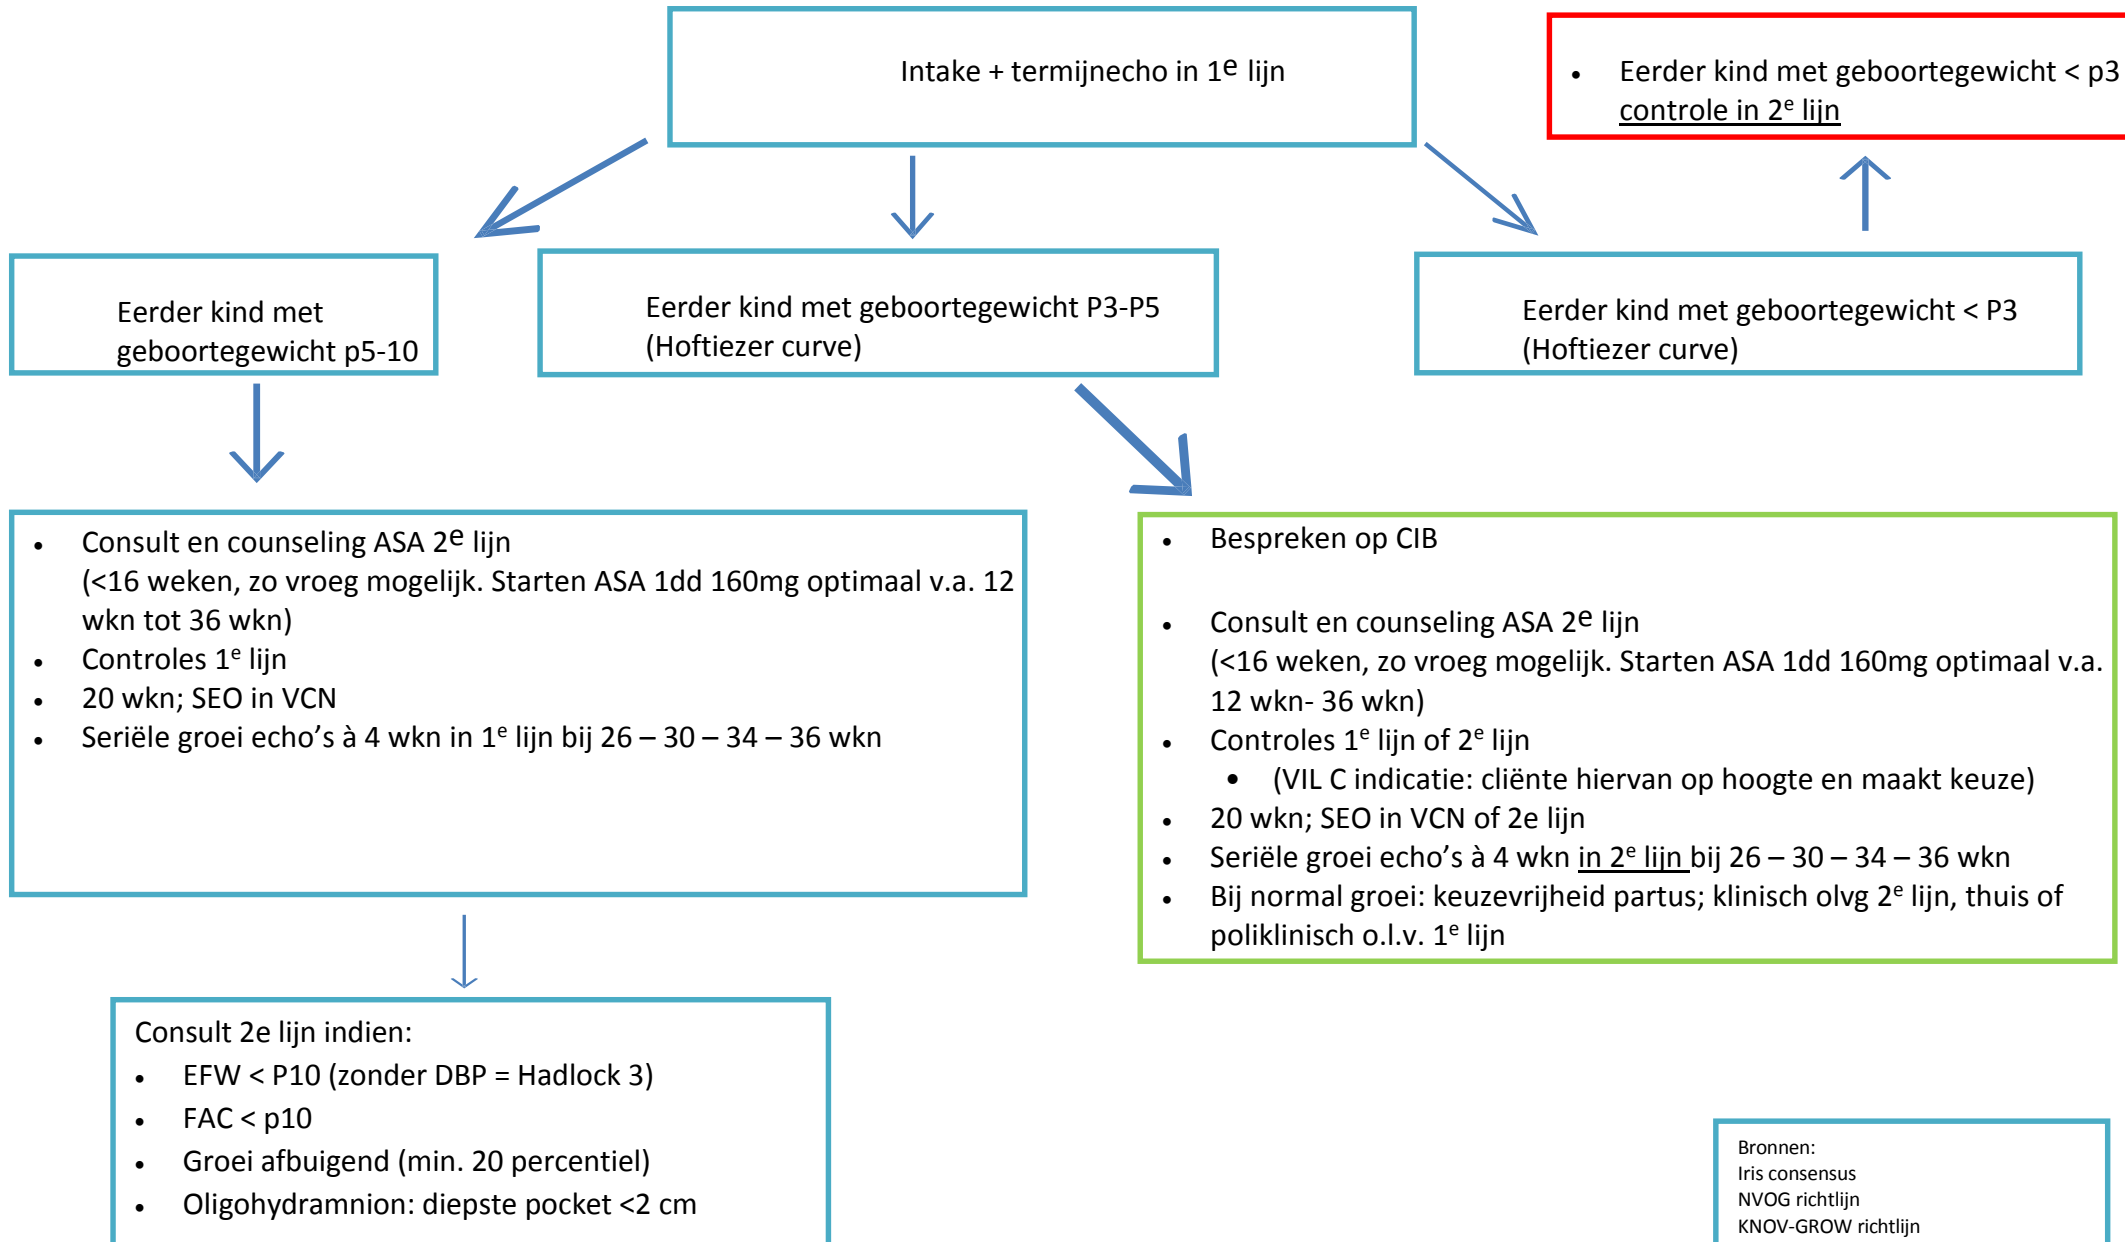 Intake + termijnecho in 1e lijn
• Eerder kind met geboortegewicht < p3
controle in 2e lijn
Eerder kind met
geboortegewicht p5-10
Eerder kind met geboortegewicht P3-P5
(Hoftiezer curve)
Eerder kind met geboortegewicht < P3
(Hoftiezer curve)
• Consult en counseling ASA 2e lijn
(<16 weken, zo vroeg mogelijk. Starten ASA 1dd 160mg optimaal v.a. 12
wkn tot 36 wkn)
• Controles 1e lijn
• 20 wkn; SEO in VCN
• Seriële groei echo's à 4 wkn in 1e lijn bij 26 – 30 – 34 – 36 wkn
• Bespreken op CIB
• Consult en counseling ASA 2e lijn
(<16 weken, zo vroeg mogelijk. Starten ASA 1dd 160mg optimaal v.a.
12 wkn- 36 wkn)
• Controles 1e lijn of 2e lijn
• (VIL C indicatie: cliënte hiervan op hoogte en maakt keuze)
• 20 wkn; SEO in VCN of 2e lijn
• Seriële groei echo's à 4 wkn in 2e lijn bij 26 – 30 – 34 – 36 wkn
• Bij normal groei: keuzevrijheid partus; klinisch olvg 2e lijn, thuis of
poliklinisch o.l.v. 1e lijn
Consult 2e lijn indien:
• EFW < P10 (zonder DBP = Hadlock 3)
• FAC < p10
• Groei afbuigend (min. 20 percentiel)
• Oligohydramnion: diepste pocket <2 cm
Bronnen:
Iris consensus
NVOG richtlijn
KNOV-GROW richtlijn